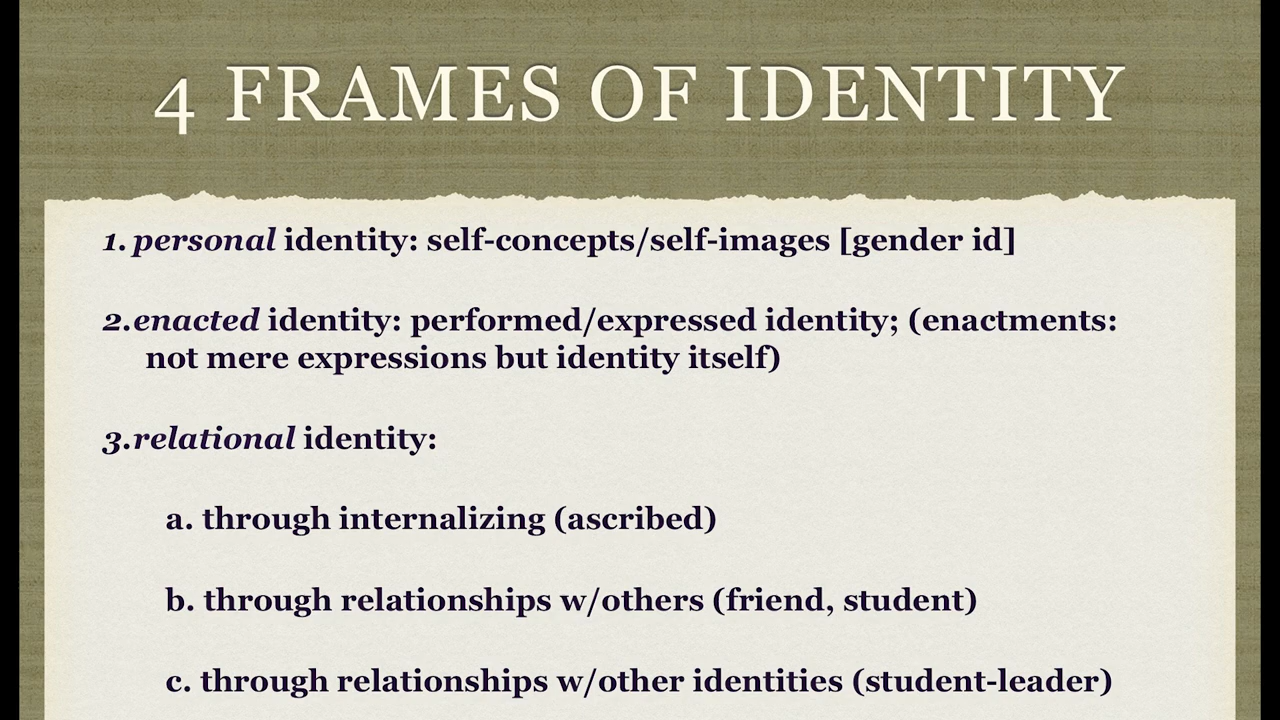 4 FRAMES OF IDENTITY
1. personal identity: self-concepts/self-images [gender id]
2.enacted identity: performed/expressed identity; (enactments:
not mere expressions but identity itself)
3.relational identity:
a. through internalizing (ascribed)
b. through relationships w/others (friend, student)
c. through relationships w/other identities (student-leader)